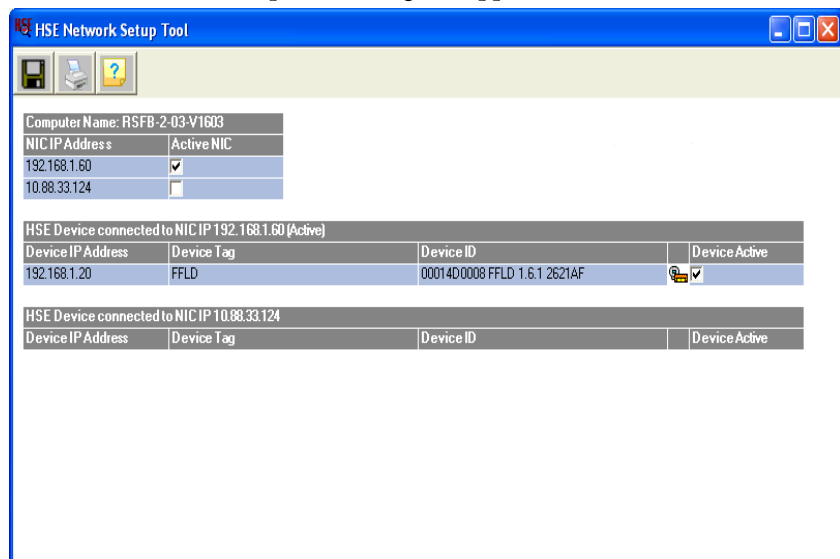 HSE Network Setup Tool
Computer Name: RSFB-2-03-V1603
NIC IP Address Active NIC
192.168.1.60
10.88.33.124
HSE Device connected to NIC IP 192.168.1.60 (Active)
Device IP Address Device Tag Device ID Device Active
192.168.1.20 FFLD 00014D0008 FFLD 1.6.1 2621AF
HSE Device connected to NIC IP 10.88.33.124
Device IP Address Device Tag Device ID Device Active